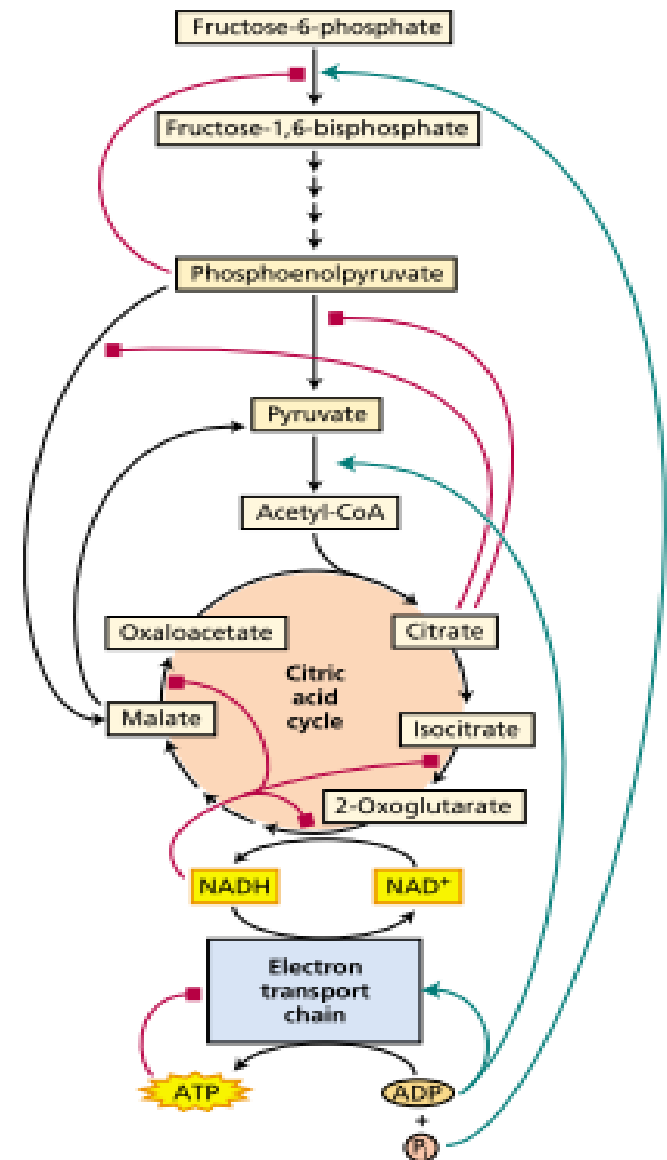 Fructose-6-phosphate
Fructose-1,6-bisphosphate
Phosphoenolpyruvate
Pyruvate
Acetyl-CoA
Oxaloacetate
Citrate
Citric
acid
cycle
Malate
Isocitrate
2-Oxoglutarate
NADH
NAD⁺
Electron
transport
chain
ATP
ADP
+
Pᵢ